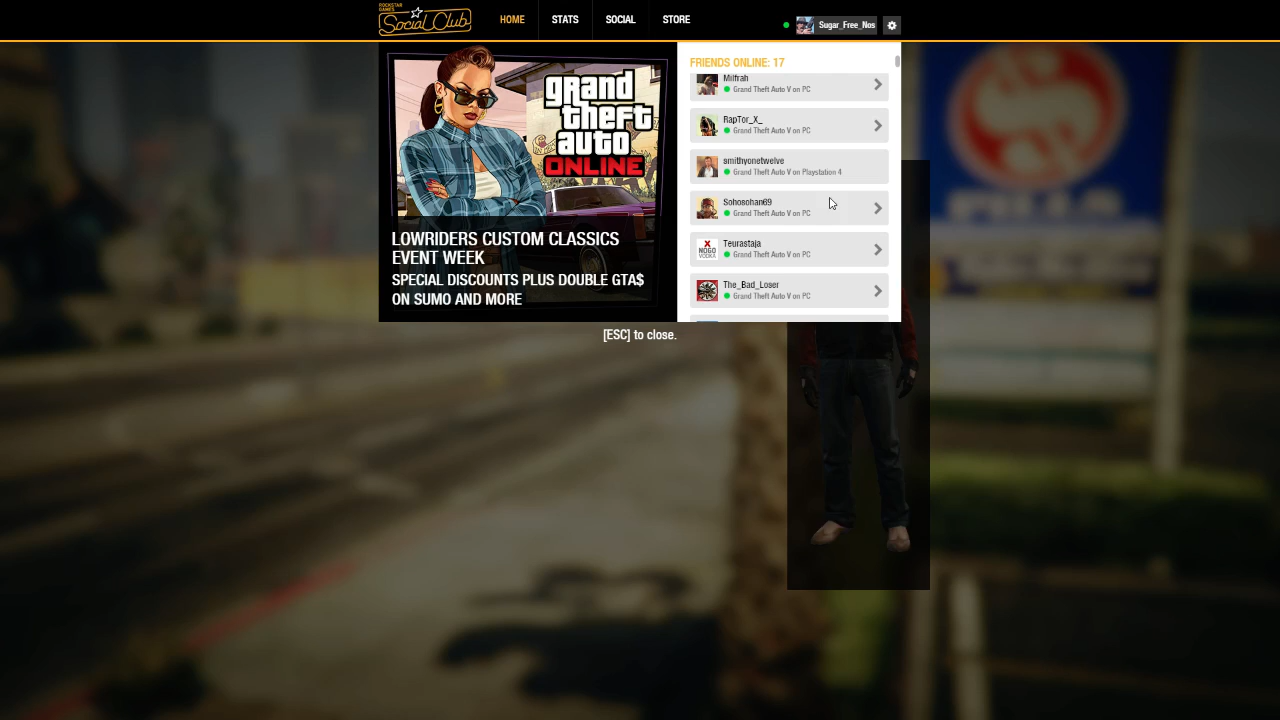 ROCKSTAR
GAMES
Social Club
HOME
STATS
SOCIAL
STORE
Sugar_Free_Nos
grand
theft
auto
ONLINE
LOWRIDERS CUSTOM CLASSICS
EVENT WEEK
SPECIAL DISCOUNTS PLUS DOUBLE GTA$
ON SUMO AND MORE
FRIENDS ONLINE: 17
Milfrah
Grand Theft Auto V on PC
RapTor_X_
Grand Theft Auto V on PC
smithyonetwelve
Grand Theft Auto V on Playstation 4
Sohosohan69
Grand Theft Auto V on PC
X
NOGO
VODKA
Teurastaja
Grand Theft Auto V on PC
The_Bad_Loser
Grand Theft Auto V on PC
[ESC] to close.
PILLS